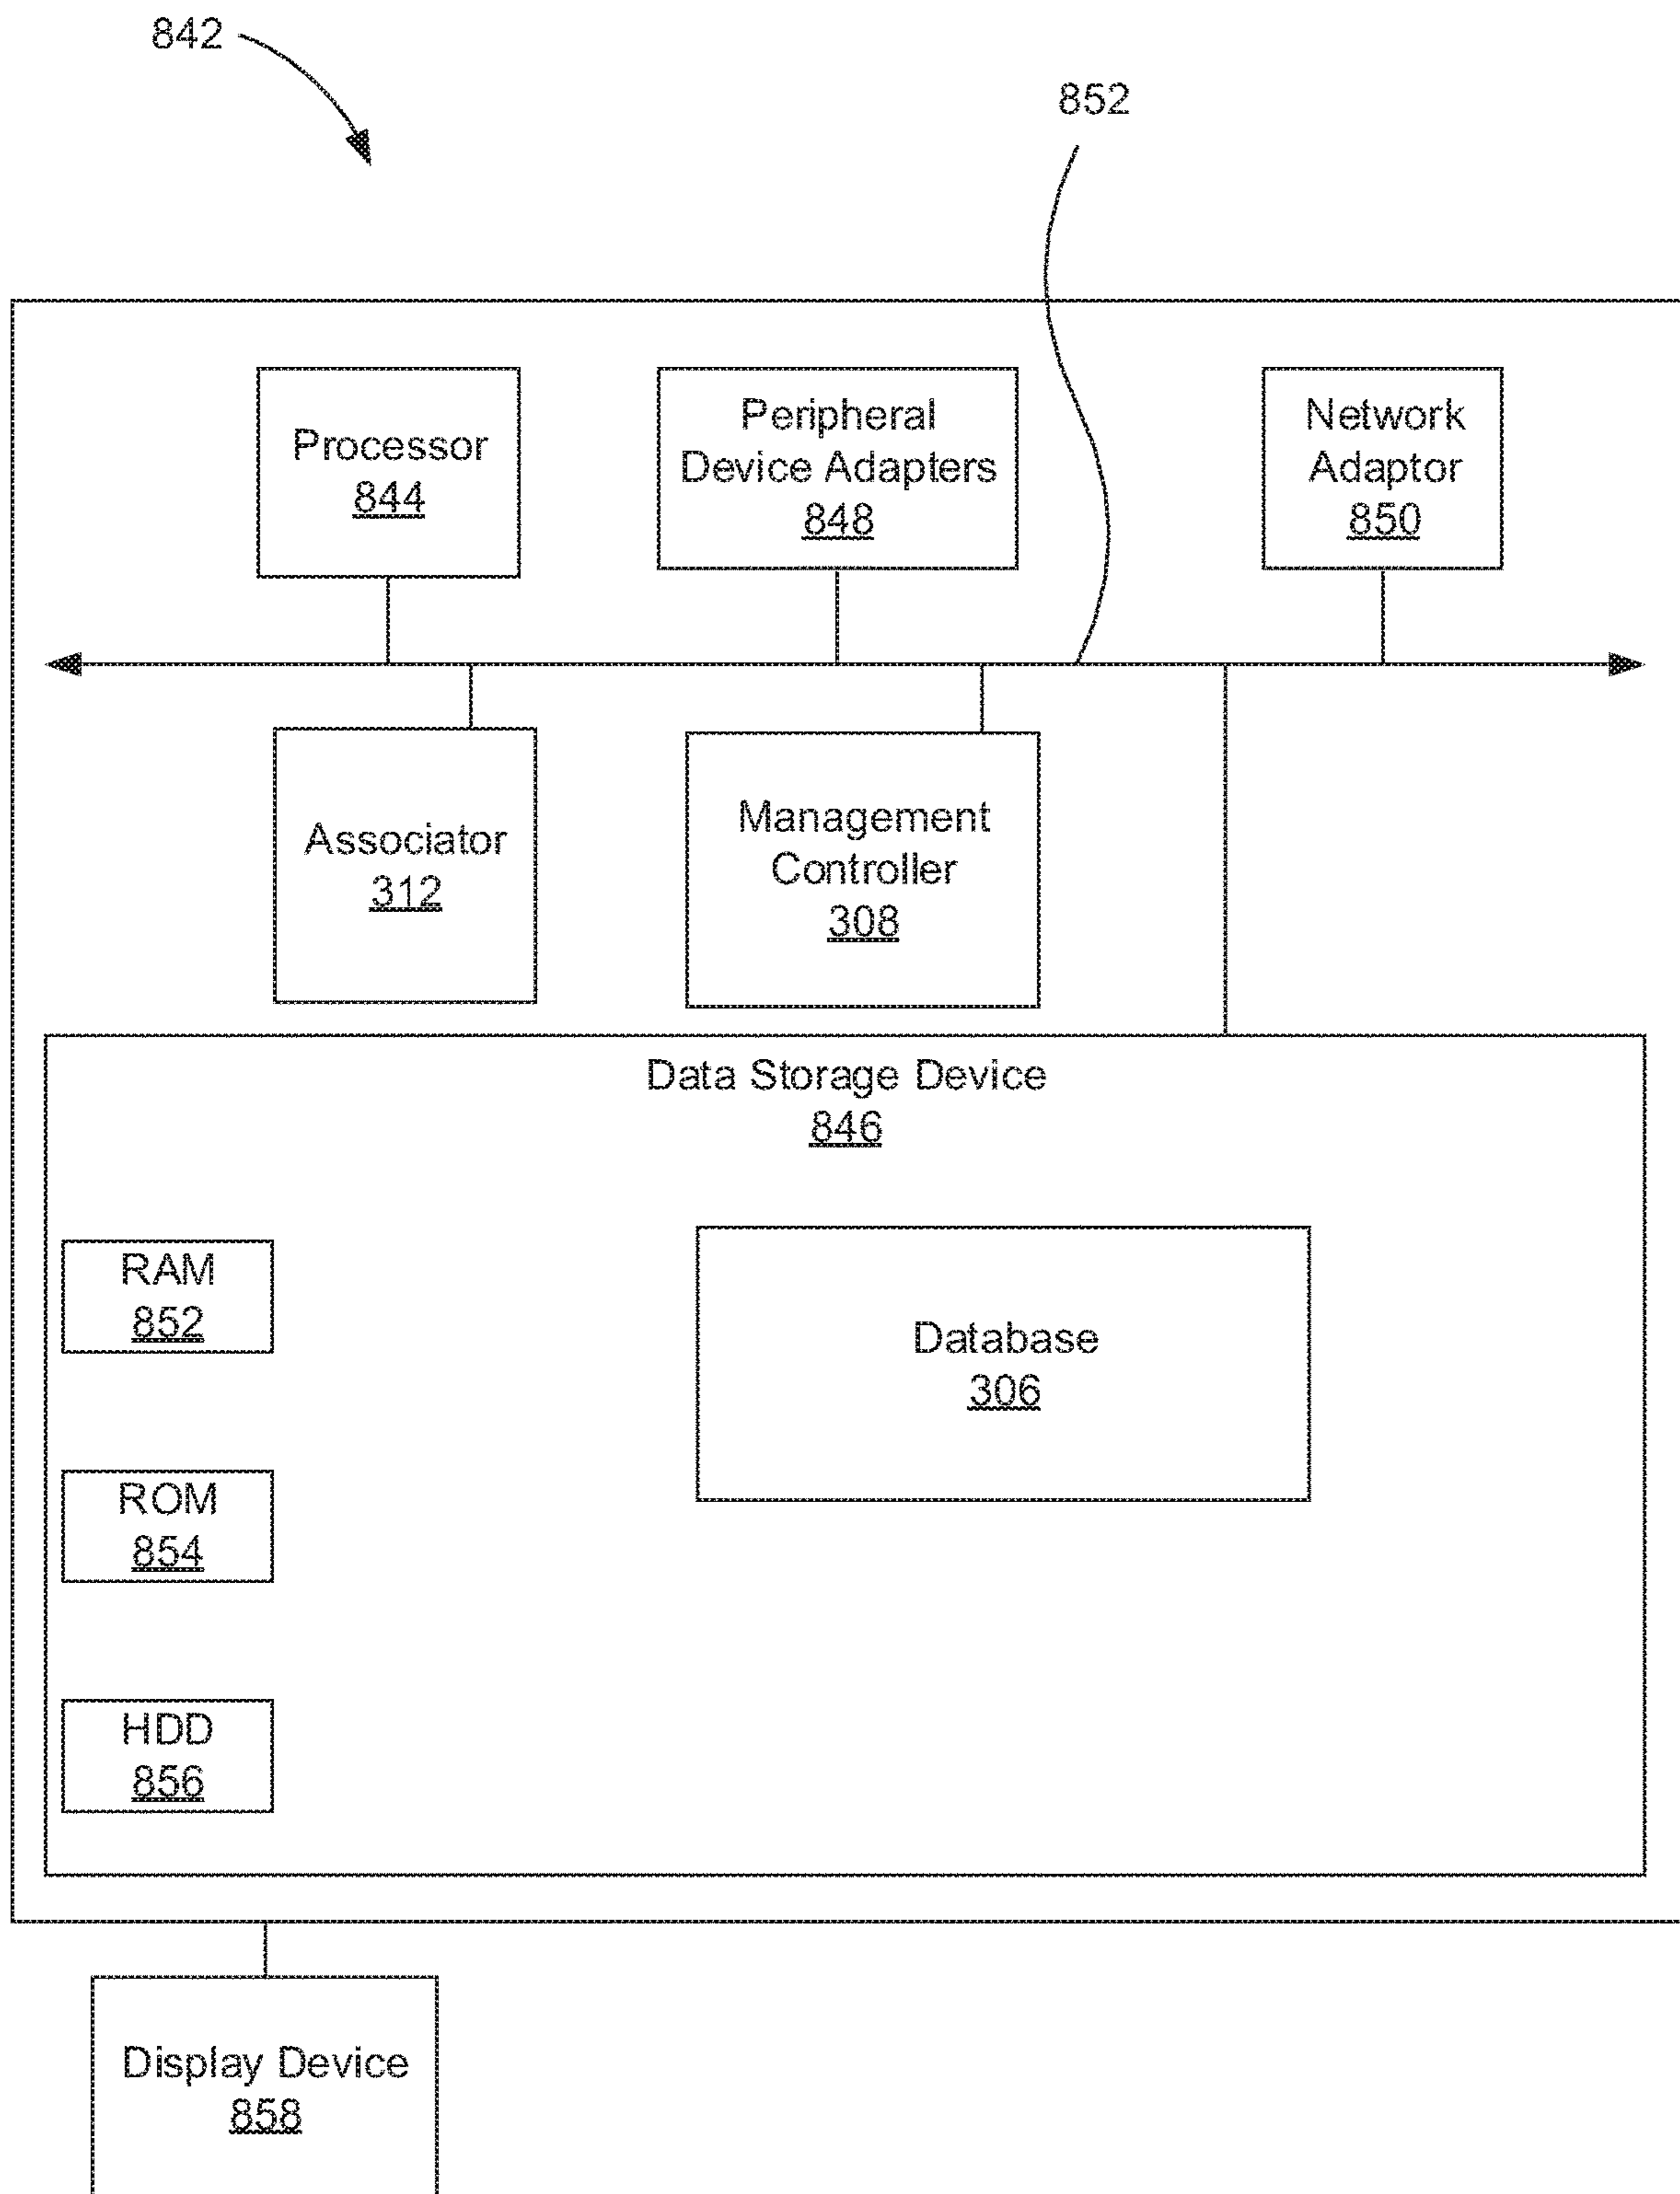 842
852
Processor
844
Peripheral
Device Adapters
848
Network
Adaptor
850
Associator
312
Management
Controller
308
Data Storage Device
846
RAM
852
Database
306
ROM
854
HDD
856
Display Device
858